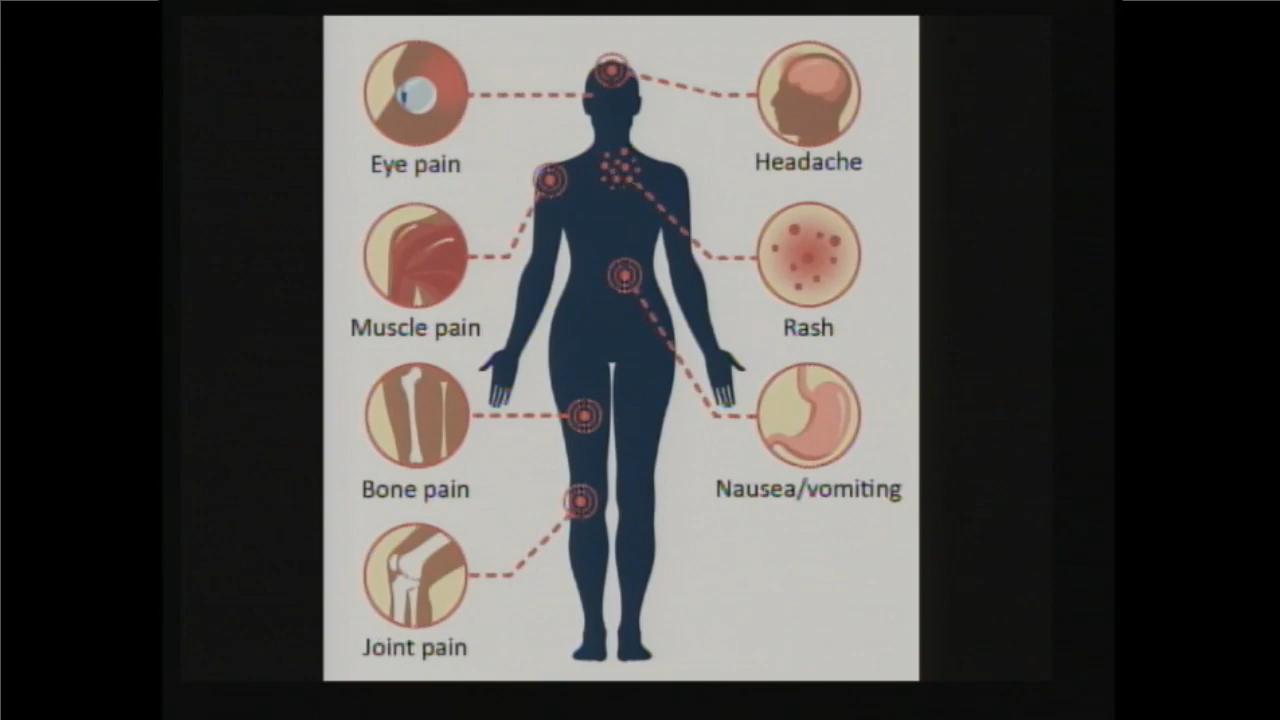 Eye pain
Headache
Muscle pain
Rash
Bone pain
Nausea/vomiting
Joint pain